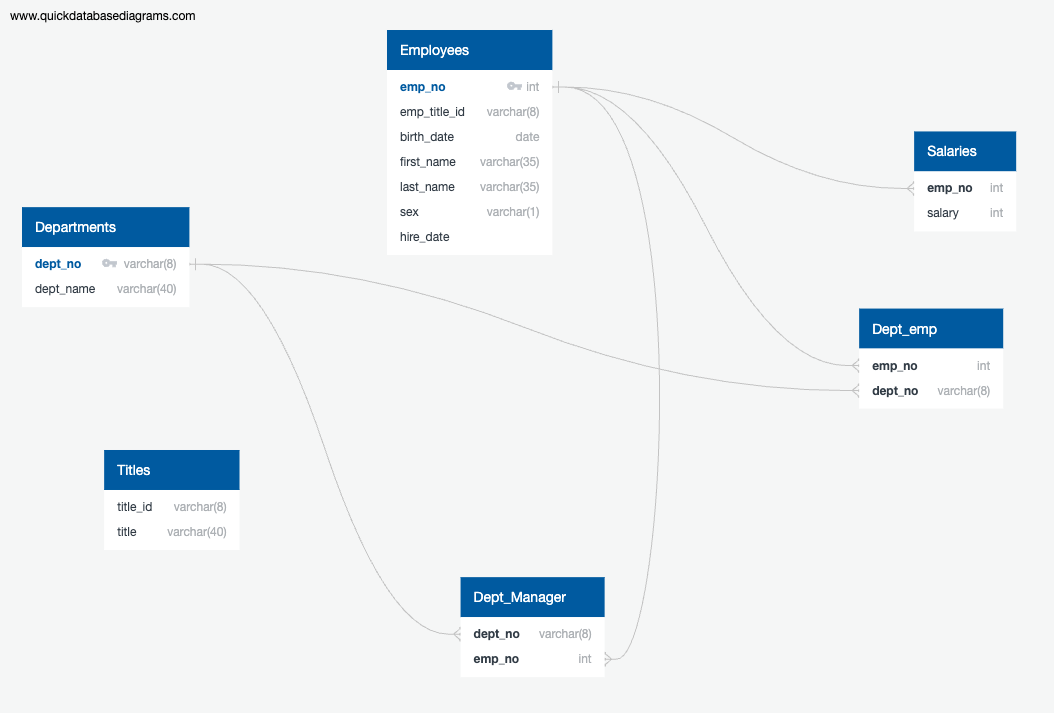 www.quickdatabasediagrams.com
Employees
emp_no int
emp_title_id varchar(8)
birth_date date
first_name varchar(35)
last_name varchar(35)
sex varchar(1)
hire_date
Salaries
emp_no int
salary int
Departments
dept_no varchar(8)
dept_name varchar(40)
Dept_emp
emp_no int
dept_no varchar(8)
Titles
title_id varchar(8)
title varchar(40)
Dept_Manager
dept_no varchar(8)
emp_no int